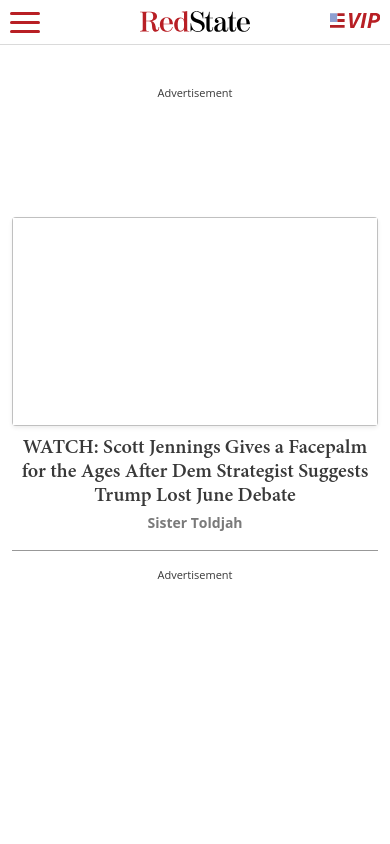 RedState
VIP
Advertisement
WATCH: Scott Jennings Gives a Facepalm
for the Ages After Dem Strategist Suggests
Trump Lost June Debate
Sister Toldjah
Advertisement